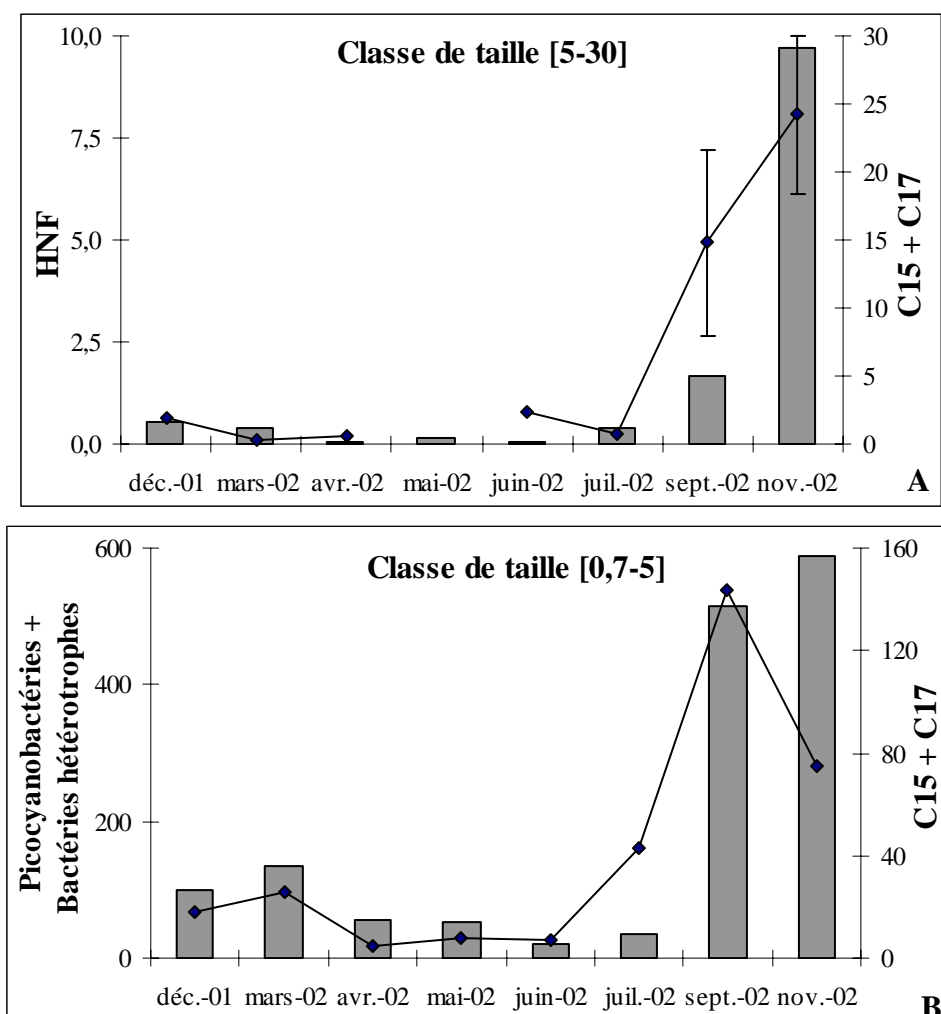 Classe de taille [5-30]
10,0
7,5
5,0
2,5
0,0
HNF
30
25
20
15
10
5
0
C15 + C17
déc.-01 mars-02 avr.-02 mai-02 juin-02 juil.-02 sept.-02 nov.-02
A
Classe de taille [0,7-5]
600
400
200
0
Picocyanobactéries +
Bactéries hétérotrophes
160
120
80
40
0
C15 + C17
déc.-01 mars-02 avr.-02 mai-02 juin-02 juil.-02 sept.-02 nov.-02
B